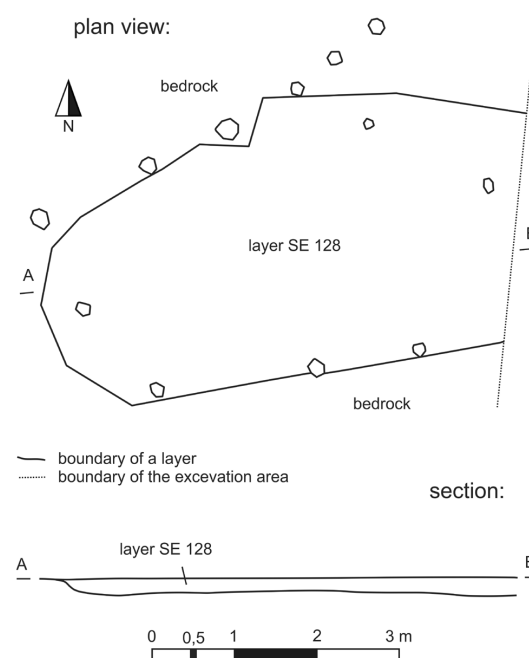 plan view:
bedrock
N
layer SE 128
A
bedrock
boundary of a layer
boundary of the excevation area
section:
layer SE 128
A
0 0,5 1 2 3 m